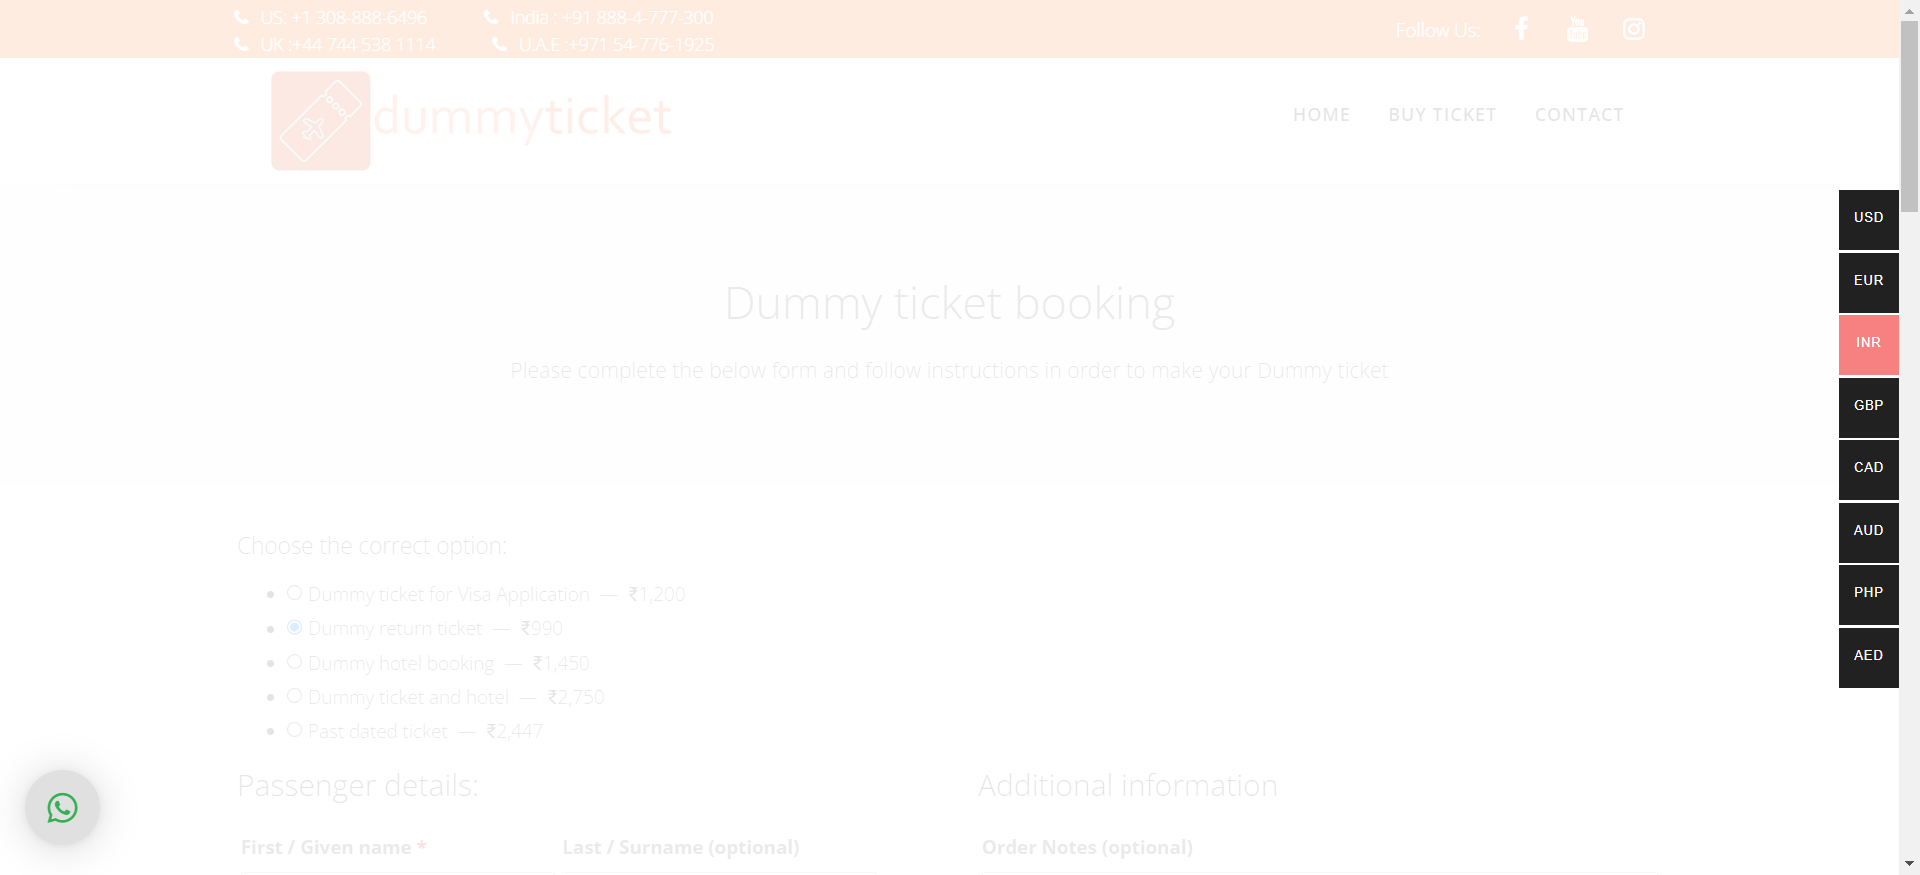 US: +1 308-888-6496
India : +91 888-4-777-300
UK :+44 744 538 1114
U.A.E :+971 54-776-1925
Follow Us:
dummyticket
HOME
BUY TICKET
CONTACT
USD
EUR
INR
GBP
CAD
AUD
PHP
AED
Dummy ticket booking
Please complete the below form and follow instructions in order to make your Dummy ticket
Choose the correct option:
Dummy ticket for Visa Application — ₹1,200
Dummy return ticket — ₹990
Dummy hotel booking — ₹1,450
Dummy ticket and hotel — ₹2,750
Past dated ticket — ₹2,447
Passenger details:
Additional information
First / Given name *
Last / Surname (optional)
Order Notes (optional)